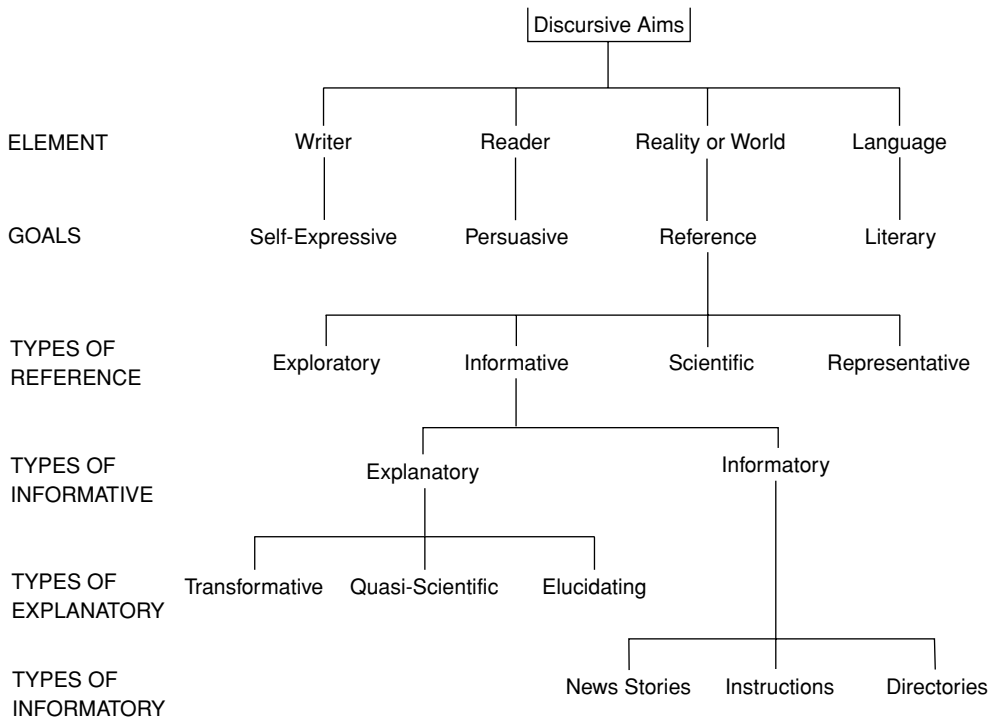 Discursive Aims
ELEMENT Writer Reader Reality or World Language
GOALS Self-Expressive Persuasive Reference Literary
TYPES OF
REFERENCE
Exploratory Informative Scientific Representative
TYPES OF
INFORMATIVE
Explanatory Informatory
TYPES OF
EXPLANATORY
Transformative Quasi-Scientific Elucidating
TYPES OF
INFORMATORY
News Stories Instructions Directories